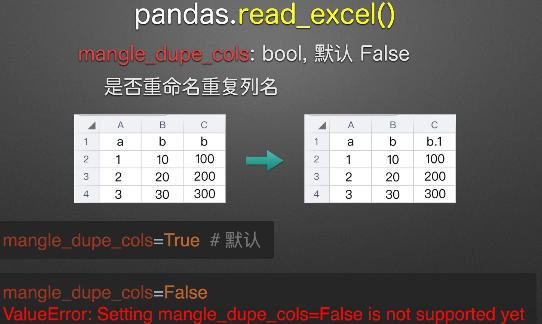 pandas.read_excel()
mangle_dupe_cols: bool, 默认 False
是否重命名重复列名
A B C
1 a b b
2 1 10 100
3 2 20 200
4 3 30 300
A B C
1 a b b.1
2 1 10 100
3 2 20 200
4 3 30 300
mangle_dupe_cols=True # 默认
mangle_dupe_cols=False
ValueError: Setting mangle_dupe_cols=False is not supported yet